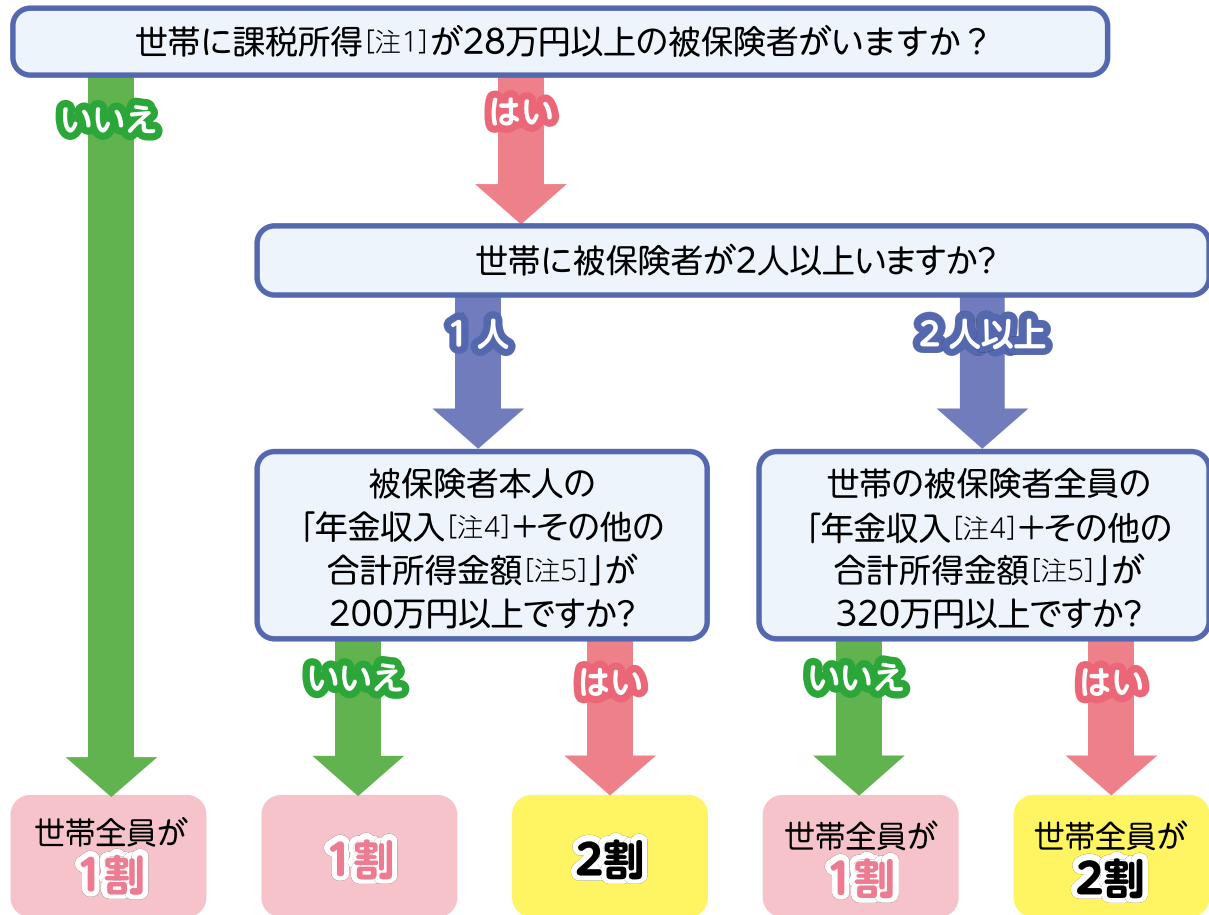 世帯に課税所得[注1]が28万円以上の被保険者がいますか？
いいえ
はい
世帯に被保険者が2人以上いますか?
1人
2人以上
被保険者本人の
「年金収入[注4]+その他の
合計所得金額[注5]」が
200万円以上ですか?
世帯の被保険者全員の
「年金収入[注4]+その他の
合計所得金額[注5]」が
320万円以上ですか?
いいえ
はい
いいえ
はい
世帯全員が
1割
1割
2割
世帯全員が
1割
世帯全員が
2割